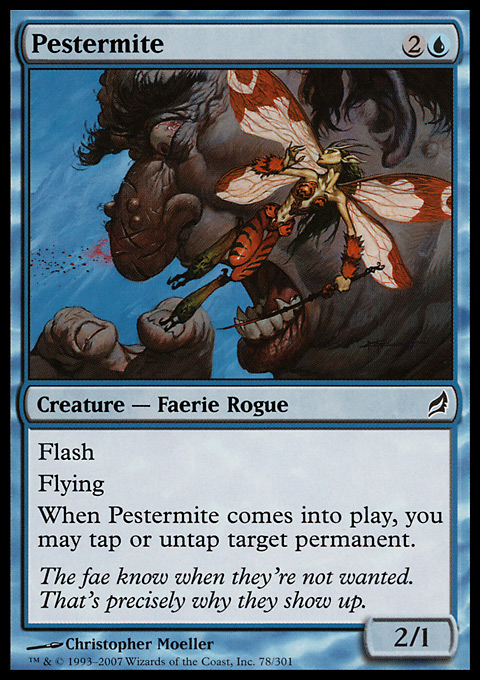 Pestermite 2
Creature — Faerie Rogue
Flash
Flying
When Pestermite comes into play, you
may tap or untap target permanent.
The fae know when they're not wanted.
That's precisely why they show up.
Christopher Moeller
2/1
™ & © 1993–2007 Wizards of the Coast, Inc. 78/301